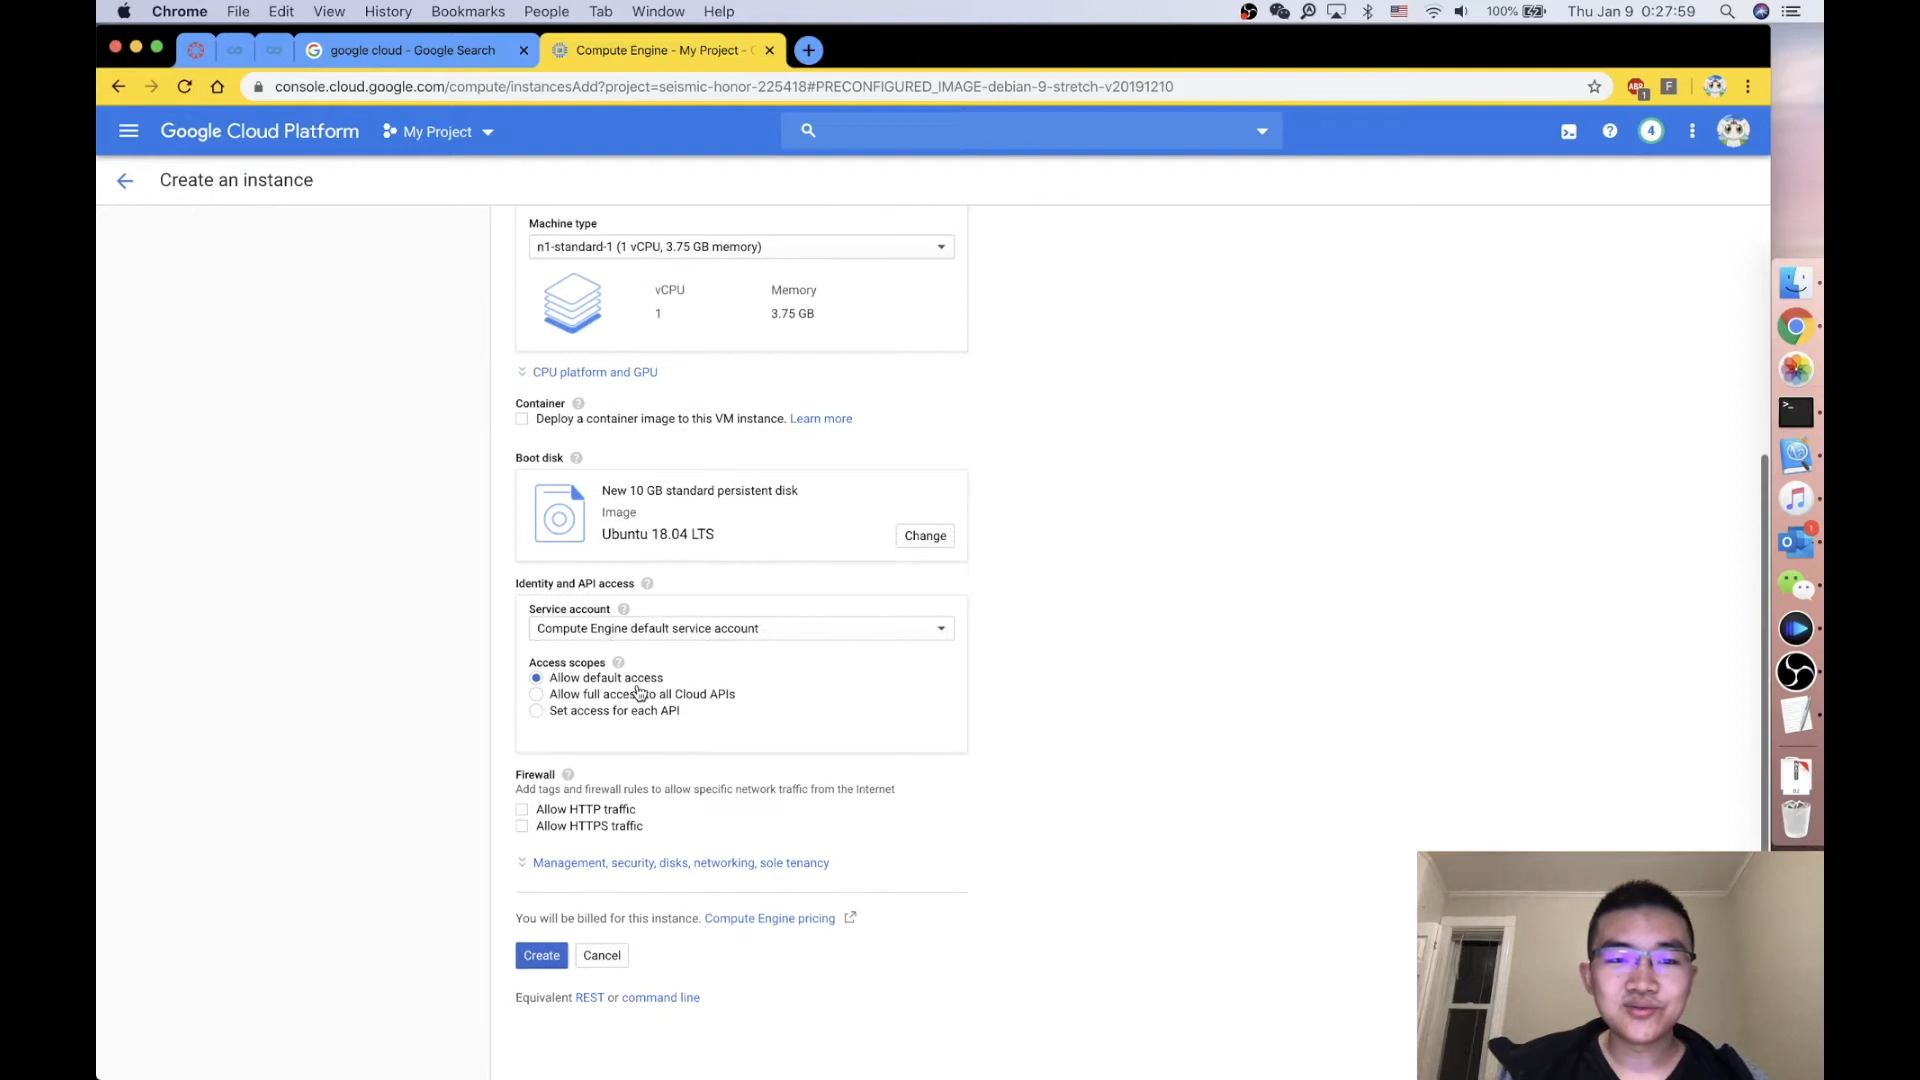 Chrome File Edit View History Bookmarks People Tab Window Help 100% Thu Jan 9 0:27:59
google cloud - Google Search Compute Engine - My Project -
console.cloud.google.com/compute/instancesAdd?project=seismic-honor-225418#PRECONFIGURED_IMAGE-debian-9-stretch-v20191210 ABP 1 F
Google Cloud Platform My Project 4
Create an instance
Machine type
n1-standard-1 (1 vCPU, 3.75 GB memory)
vCPU Memory
1 3.75 GB
CPU platform and GPU
Container
Deploy a container image to this VM instance. Learn more
Boot disk
New 10 GB standard persistent disk
Image
Ubuntu 18.04 LTS
Change
Identity and API access
Service account
Compute Engine default service account
Access scopes
Allow default access
Allow full access to all Cloud APIs
Set access for each API
Firewall
Add tags and firewall rules to allow specific network traffic from the Internet
Allow HTTP traffic
Allow HTTPS traffic
Management, security, disks, networking, sole tenancy
You will be billed for this instance. Compute Engine pricing
Create Cancel
Equivalent REST or command line